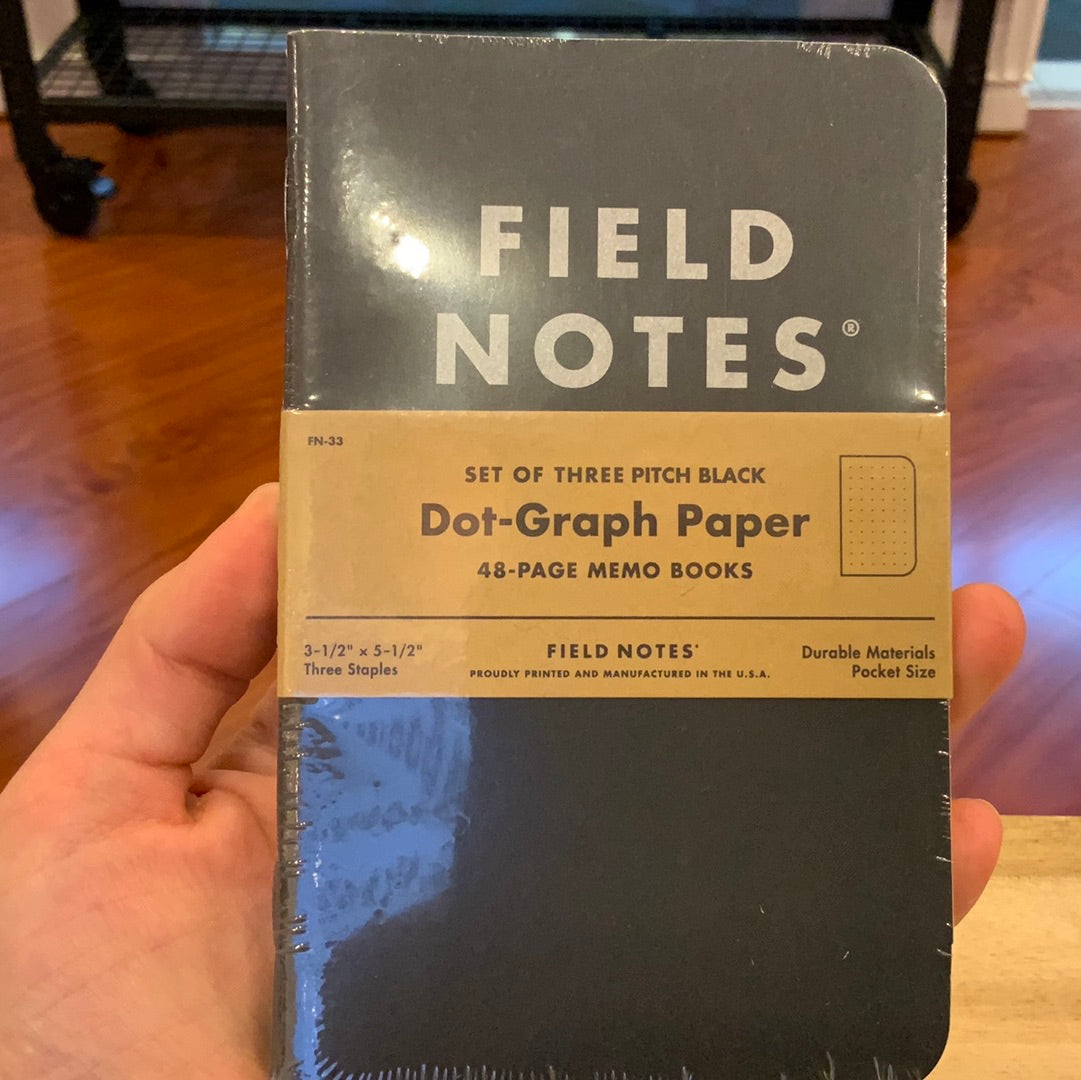 FIELD
NOTES®
FN-33
SET OF THREE PITCH BLACK
Dot-Graph Paper
48-PAGE MEMO BOOKS
3-1/2" x 5-1/2"
Three Staples
FIELD NOTES®
PROUDLY PRINTED AND MANUFACTURED IN THE U.S.A.
Durable Materials
Pocket Size